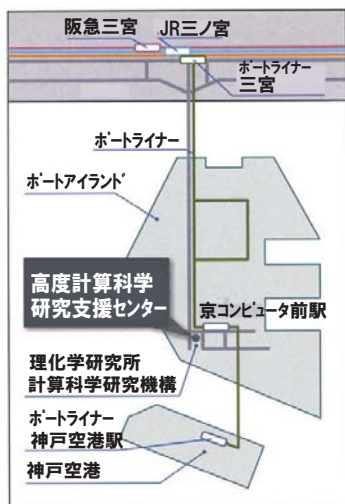 阪急三宮
JR三ノ宮
ポートライナー
三宮
ポートライナー
ポートアイランド
高度計算科学
研究支援センター
京コンピュータ前駅
理化学研究所
計算科学研究機構
ポートライナー
神戸空港駅
神戸空港